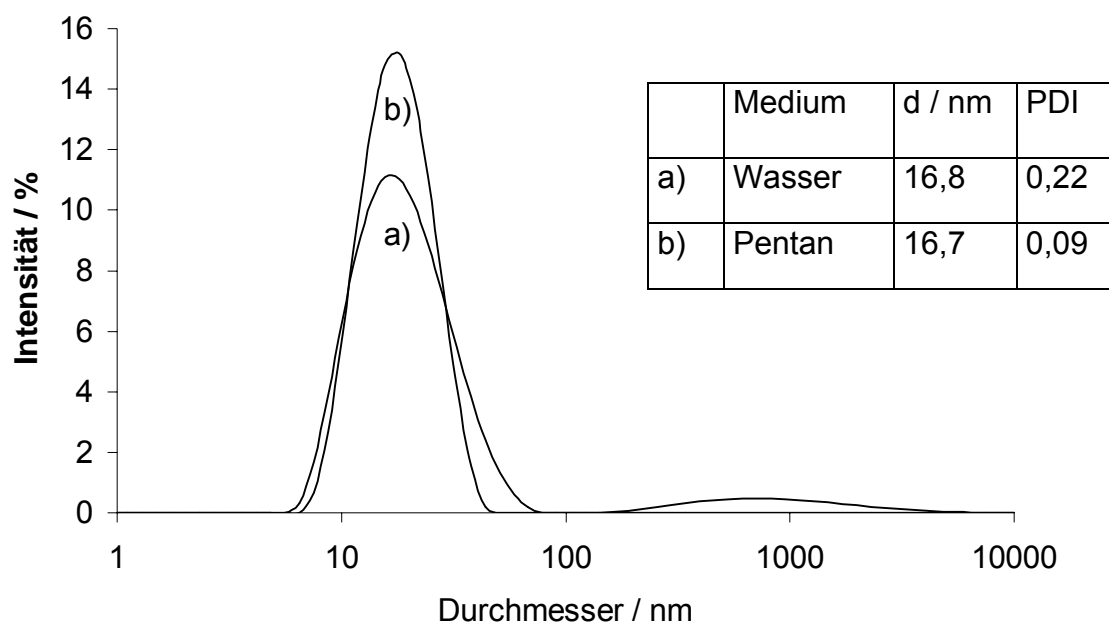 Intensität / %
16
14
12
10
8
6
4
2
0
b)
a)
Medium d / nm PDI
a) Wasser 16,8 0,22
b) Pentan 16,7 0,09
1 10 100 1000 10000
Durchmesser / nm